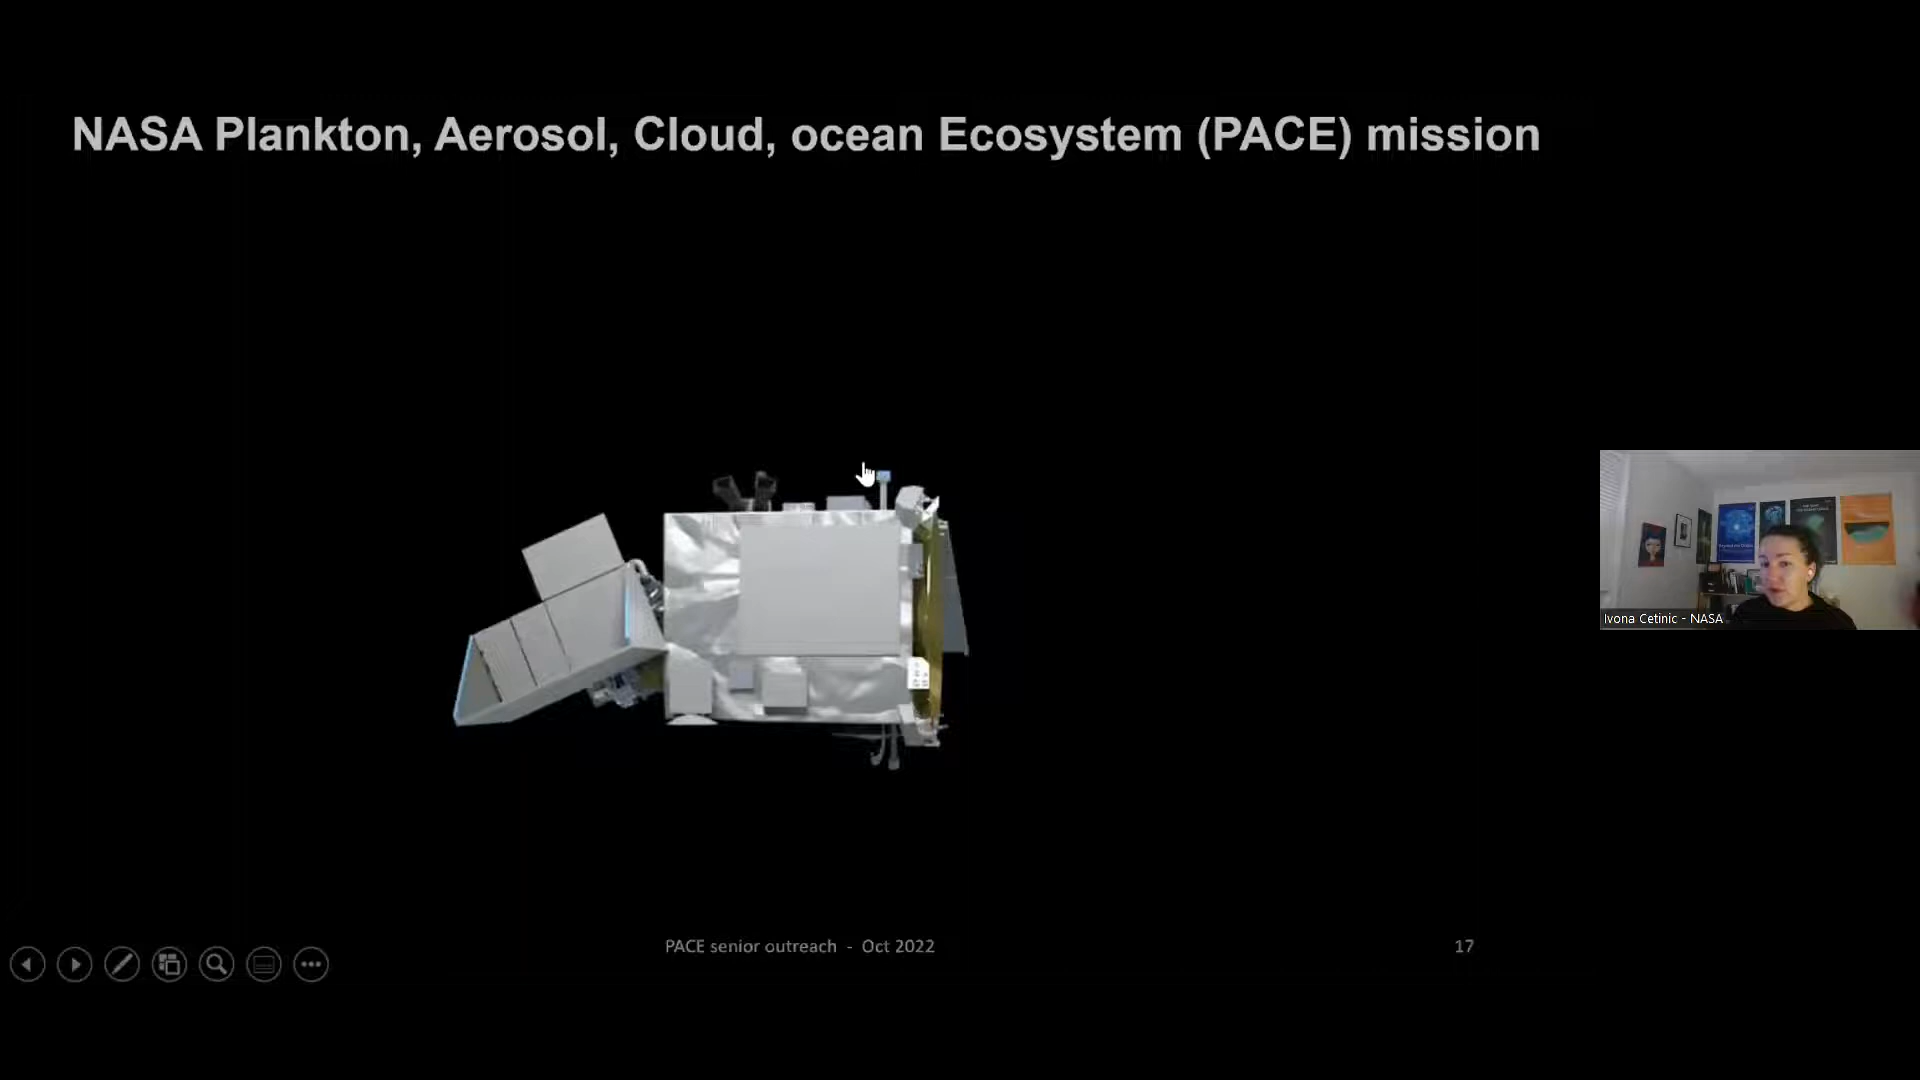 NASA Plankton, Aerosol, Cloud, ocean Ecosystem (PACE) mission
Ivona Cetinic - NASA
PACE senior outreach - Oct 2022
17